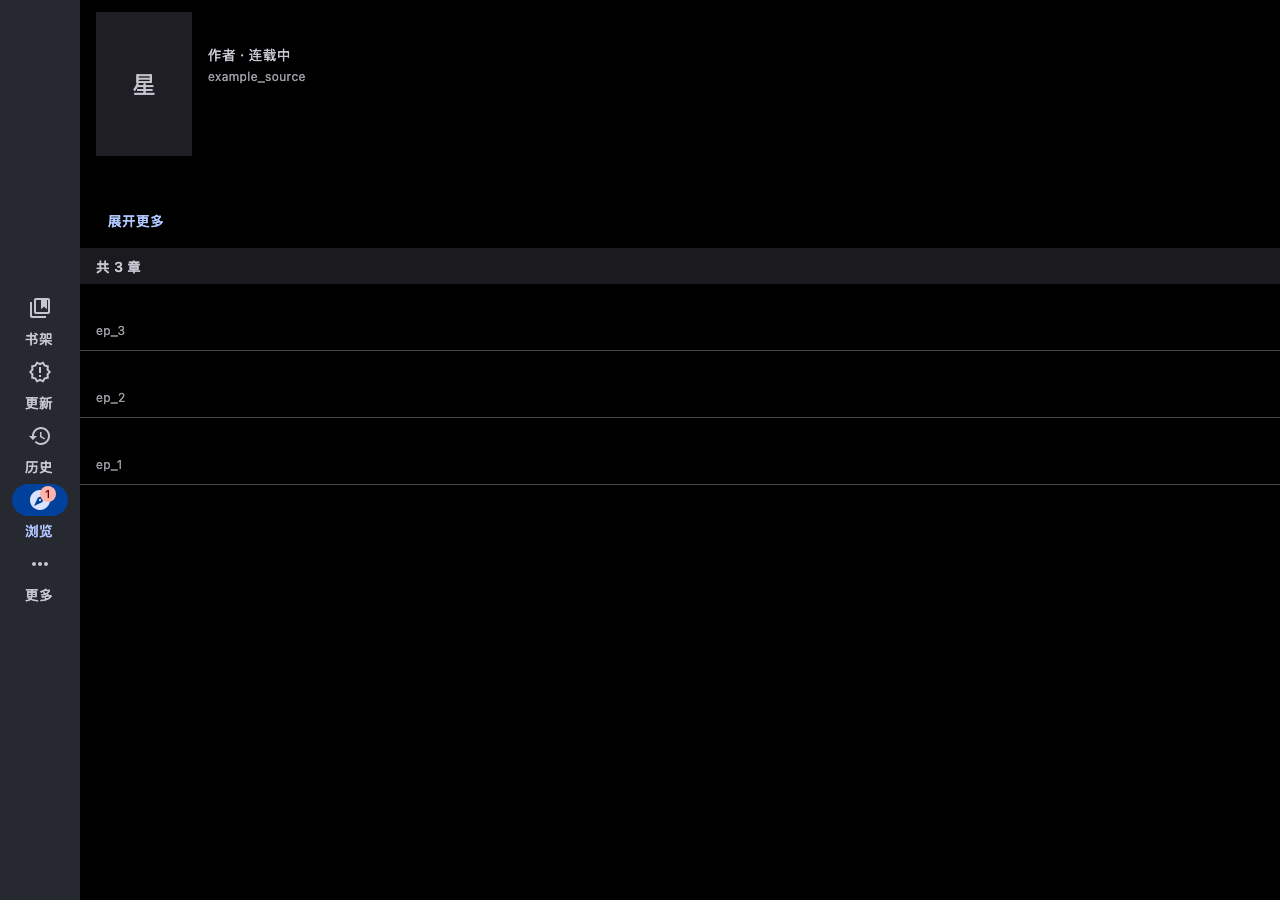 星
作者 · 连载中
example_source
展开更多
共 3 章
ep_3
ep_2
ep_1
书架
更新
历史
1
浏览
更多